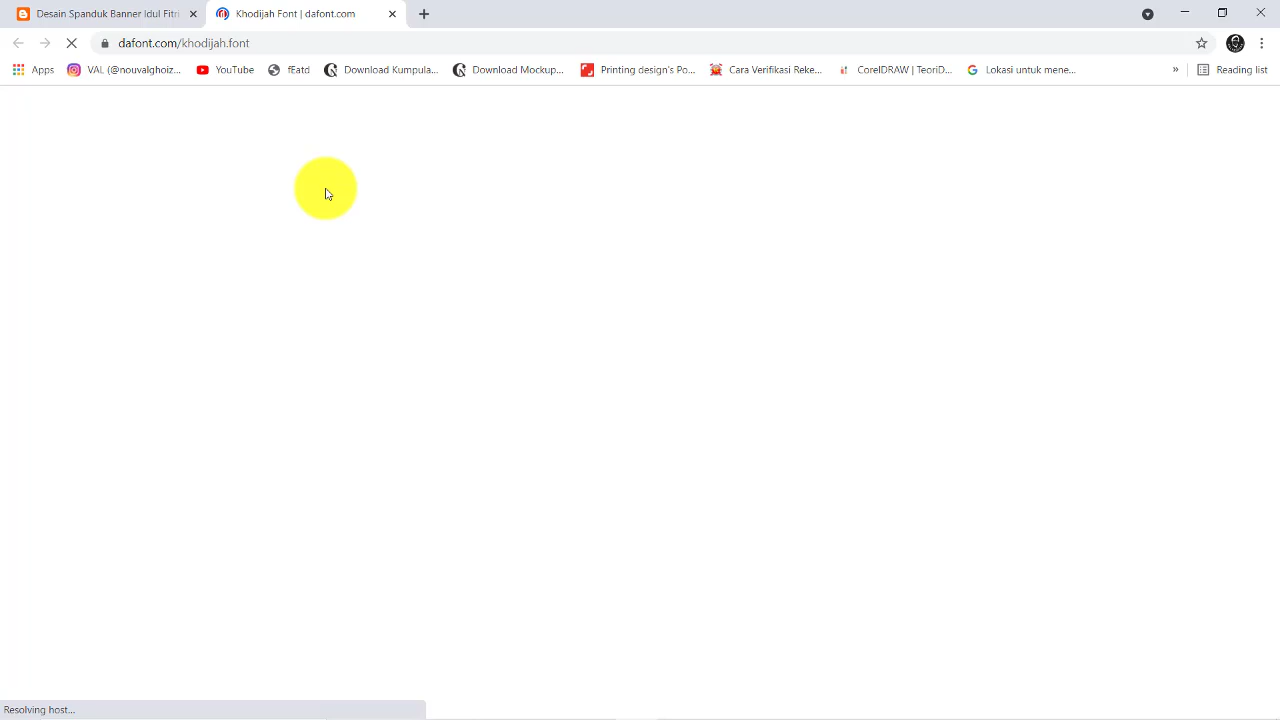 Desain Spanduk Banner Idul Fitri
Khodijah Font | dafont.com
dafont.com/khodijah.font
Apps
VAL (@nouvalghoiz...
YouTube
fEatd
Download Kumpula...
Download Mockup...
Printing design's Po...
Cara Verifikasi Reke...
CorelDRAW | TeoriD...
Lokasi untuk mene...
»
Reading list
Resolving host...